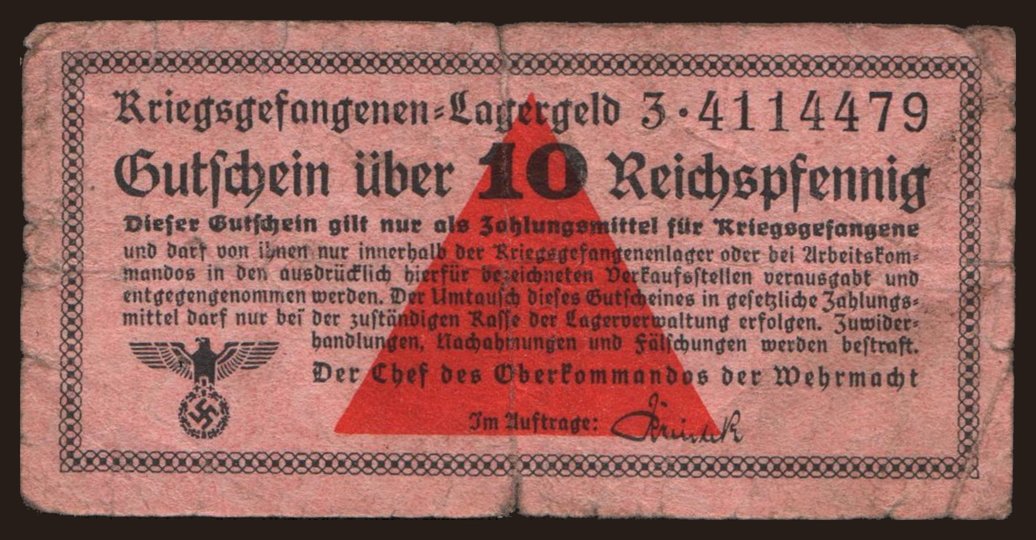 Kriegsgefangenen-Lagergeld 3·4114479
Gutschein über 10 Reichspfennig
Dieser Gutschein gilt nur als Zahlungsmittel für Kriegsgefangene
und darf von ihnen nur innerhalb der Kriegsgefangenenlager oder bei Arbeitskom-
mandos in den ausdrücklich hierfür bezeichneten Verkaufsstellen verausgabt und
entgegengenommen werden. Der Umtausch dieses Gutscheines in gesetzliche Zahlungs-
mittel darf nur bei der zuständigen Kasse der Lagerverwaltung erfolgen. Zuwider-
handlungen, Nachahmungen und Fälschungen werden bestraft.
Der Chef des Oberkommandos der Wehrmacht
Im Auftrage: